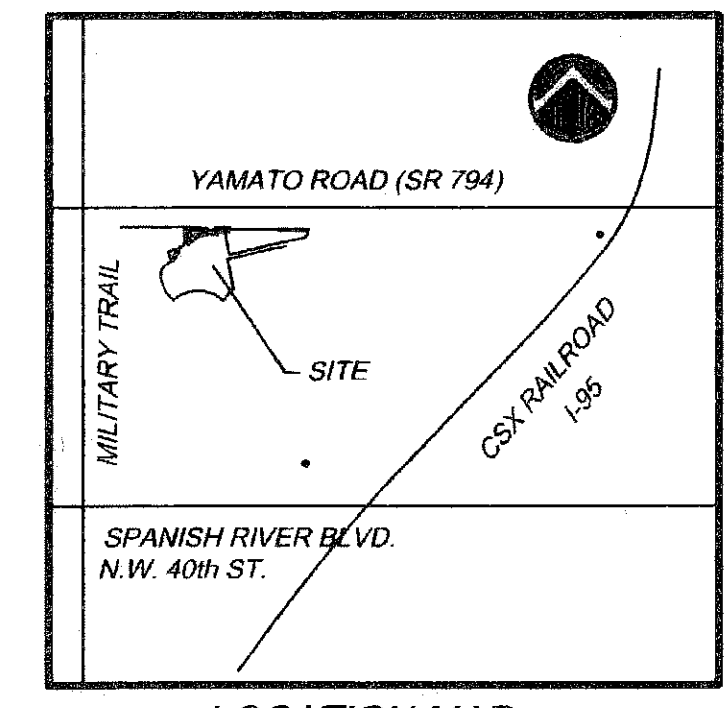 YAMATO ROAD (SR 794)
MILITARY TRAIL
SITE
CSX RAILROAD
I-95
SPANISH RIVER BLVD.
N.W. 40th ST.